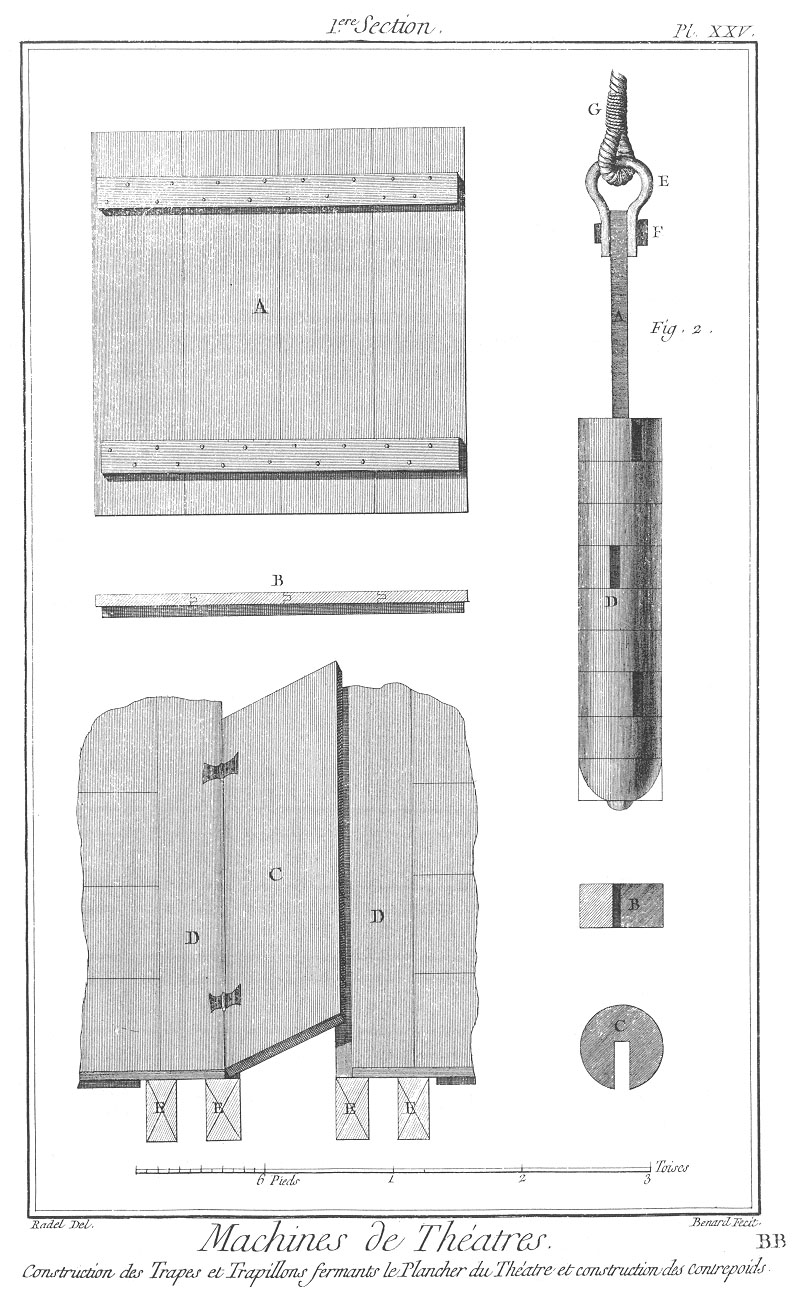 1.ere Section.
Pl. XXV.
G
E
F
A
A
Fig. 2.
B
D
C
D
D
B
C
E E E E
6 Pieds 1 2 3 Toises
Radel Del.
Benard Fecit.
Machines de Théatres.
BB
Construction des Trapes et Trapillons fermants le Plancher du Théatre et construction des Contrepoids.